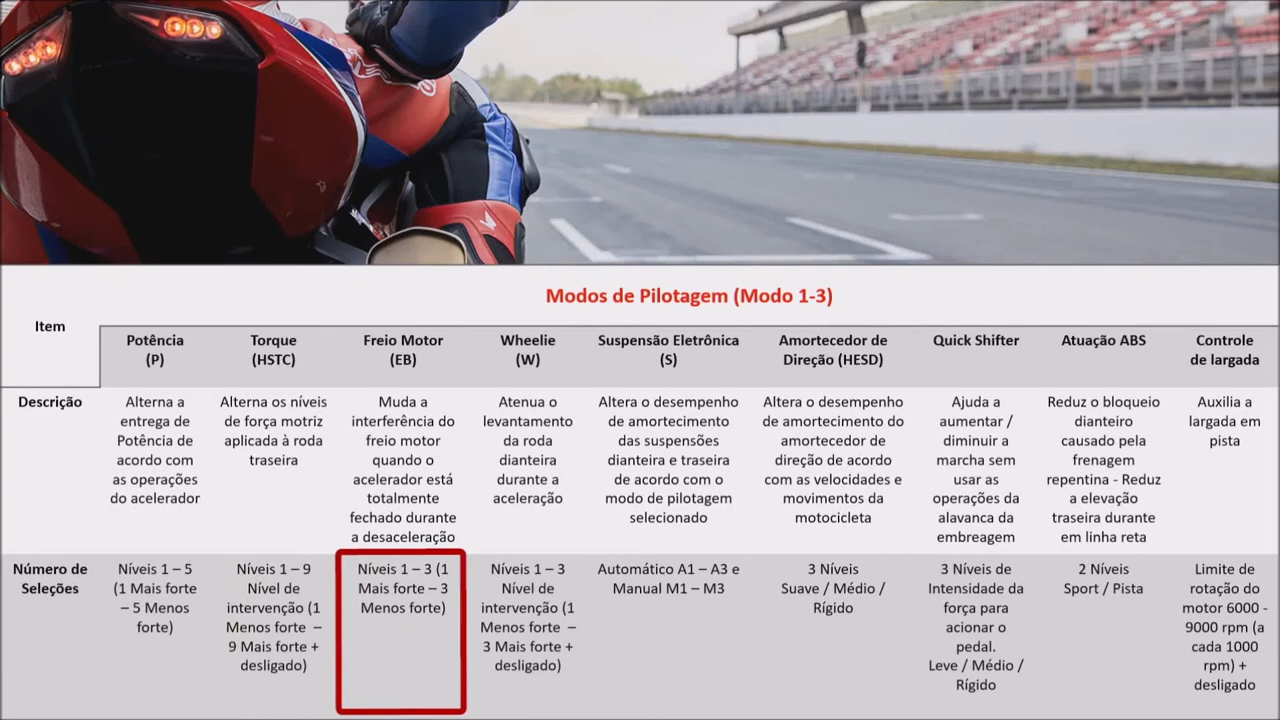 Modos de Pilotagem (Modo 1-3)
Item
Potência
(P)
Torque
(HSTC)
Freio Motor
(EB)
Wheelie
(W)
Suspensão Eletrônica
(S)
Amortecedor de
Direção (HESD)
Quick Shifter
Atuação ABS
Controle
de largada
Descrição
Alterna a
entrega de
Potência de
acordo com
as operações
do acelerador
Alterna os níveis
de força motriz
aplicada à roda
traseira
Muda a
interferência do
freio motor
quando o
acelerador está
totalmente
fechado durante
a desaceleração
Atenua o
levantamento
da roda
dianteira
durante a
aceleração
Altera o desempenho
de amortecimento
das suspensões
dianteira e traseira
de acordo com o
modo de pilotagem
selecionado
Altera o desempenho
de amortecimento do
amortecedor de
direção de acordo
com as velocidades e
movimentos da
motocicleta
Ajuda a
aumentar /
diminuir a
marcha sem
usar as
operações da
alavanca da
embreagem
Reduz o bloqueio
dianteiro
causado pela
frenagem
repentina - Reduz
a elevação
traseira durante
em linha reta
Auxilia a
largada em
pista
Número de
Seleções
Níveis 1 – 5
(1 Mais forte
– 5 Menos
forte)
Níveis 1 – 9
Nível de
intervenção (1
Menos forte –
9 Mais forte +
desligado)
Níveis 1 – 3 (1
Mais forte – 3
Menos forte)
Níveis 1 – 3
Nível de
intervenção (1
Menos forte –
3 Mais forte +
desligado)
Automático A1 – A3 e
Manual M1 – M3
3 Níveis
Suave / Médio /
Rígido
3 Níveis de
Intensidade da
força para
acionar o
pedal.
Leve / Médio /
Rígido
2 Níveis
Sport / Pista
Limite de
rotação do
motor 6000 -
9000 rpm (a
cada 1000
rpm) +
desligado